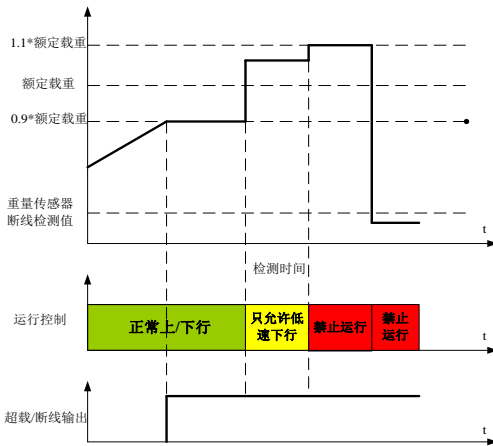 1.1*额定载重
额定载重
0.9*额定载重
重量传感器
断线检测值
t
检测时间
运行控制
正常上/下行
只允许低
速下行
禁止运行
禁止
运行
t
超载/断线输出
t